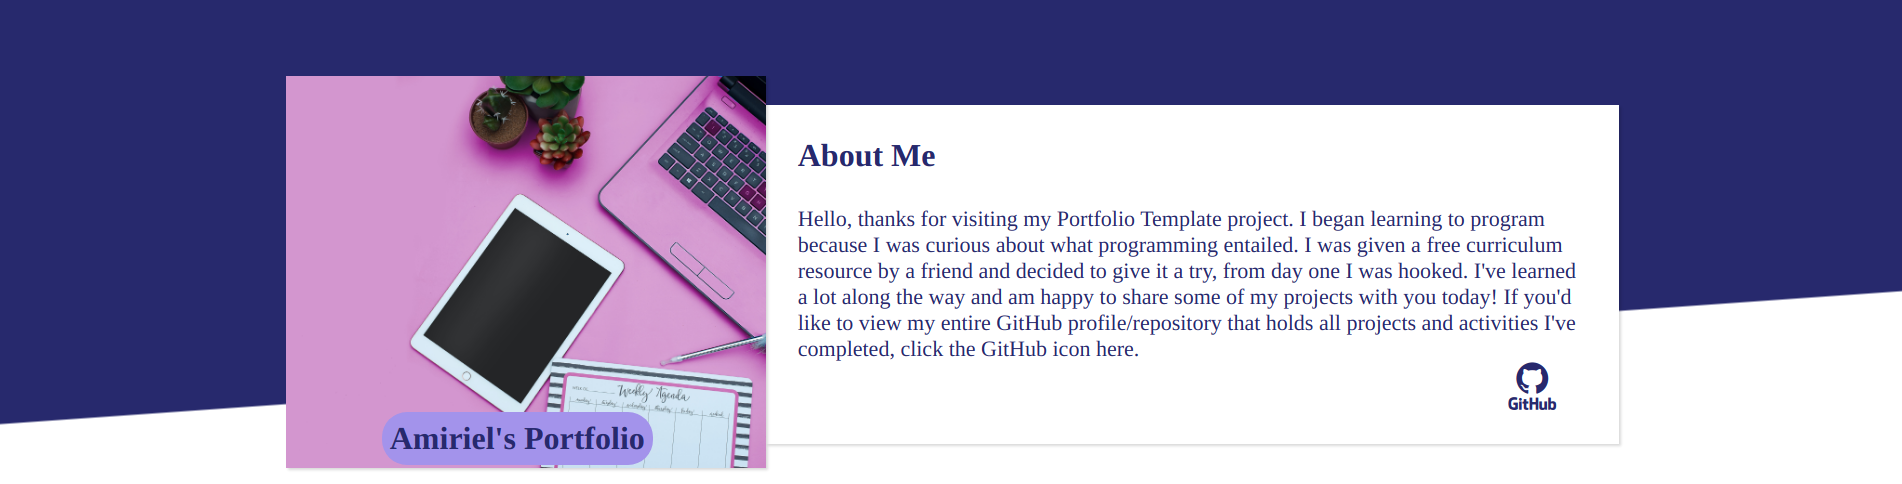 About Me
Hello, thanks for visiting my Portfolio Template project. I began learning to program
because I was curious about what programming entailed. I was given a free curriculum
resource by a friend and decided to give it a try, from day one I was hooked. I've learned
a lot along the way and am happy to share some of my projects with you today! If you'd
like to view my entire GitHub profile/repository that holds all projects and activities I've
completed, click the GitHub icon here.
GitHub
Weekly Agenda
Amiriel's Portfolio